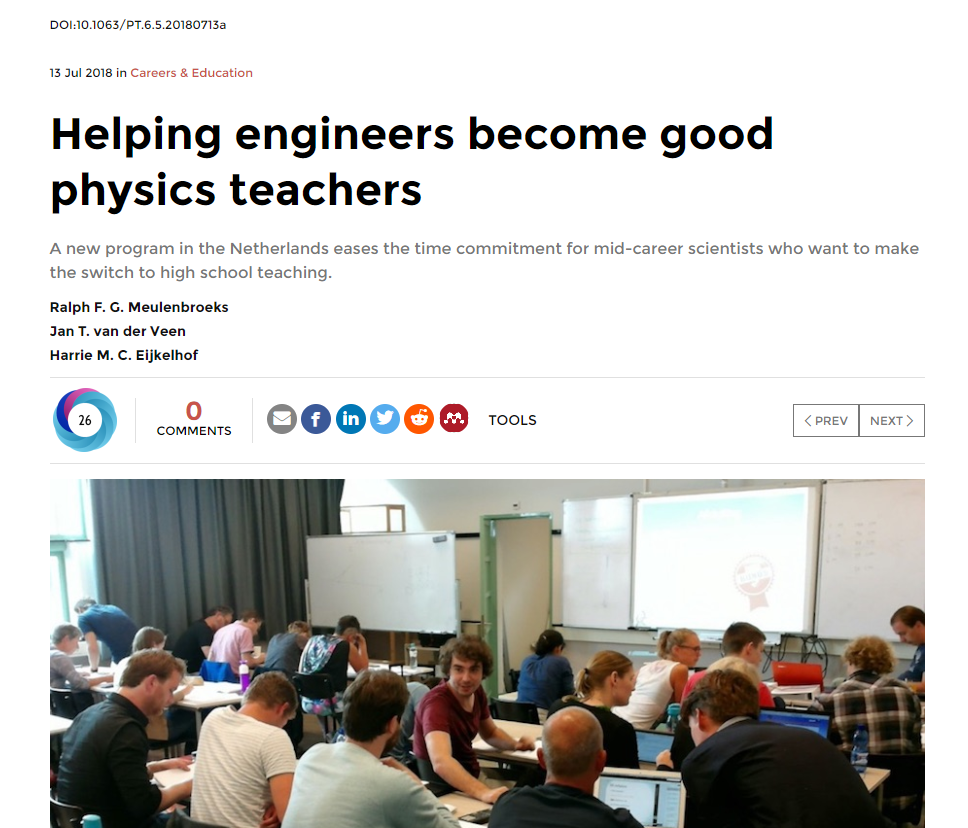 DOI:10.1063/PT.6.5.20180713a
13 Jul 2018 in Careers & Education
Helping engineers become good
physics teachers
A new program in the Netherlands eases the time commitment for mid-career scientists who want to make
the switch to high school teaching.
Ralph F. G. Meulenbroeks
Jan T. van der Veen
Harrie M. C. Eijkelhof
26
0
COMMENTS
f
in
TOOLS
PREV
NEXT